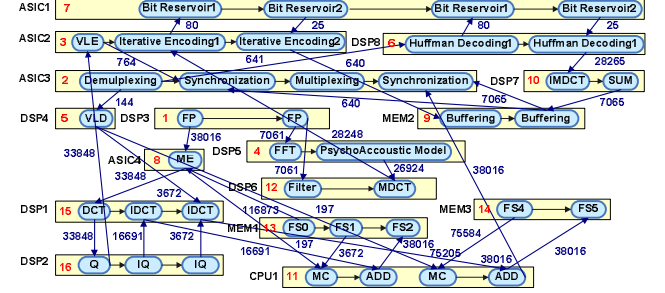 ASIC1 7 Bit Reservoir1 Bit Reservoir2 Bit Reservoir1 Bit Reservoir2
80 25 80 25
ASIC2 3 VLE Iterative Encoding1 Iterative Encoding2 DSP8 6 Huffman Decoding1 Huffman Decoding1
764 641 640 28265
ASIC3 2 Demulplexing Synchronization Multiplexing Synchronization DSP7 10 IMDCT SUM
144 640 7065 7065
DSP4 5 VLD DSP3 1 FP FP MEM2 9 Buffering Buffering
38016 7061 28248
33848 ASIC4 8 ME DSP5 4 FFT PsychoAccoustic Model 38016
33848 7061 26924
3672 DSP6 12 Filter MDCT
DSP1 15 DCT IDCT IDCT 116873 197 MEM3 14 FS4 FS5
MEM1 13 FS0 FS1 FS2 75584
33848 16691 3672 197 38016
16691 3672 75205 38016 38016
DSP2 16 Q IQ IQ
CPU1 11 MC ADD MC ADD